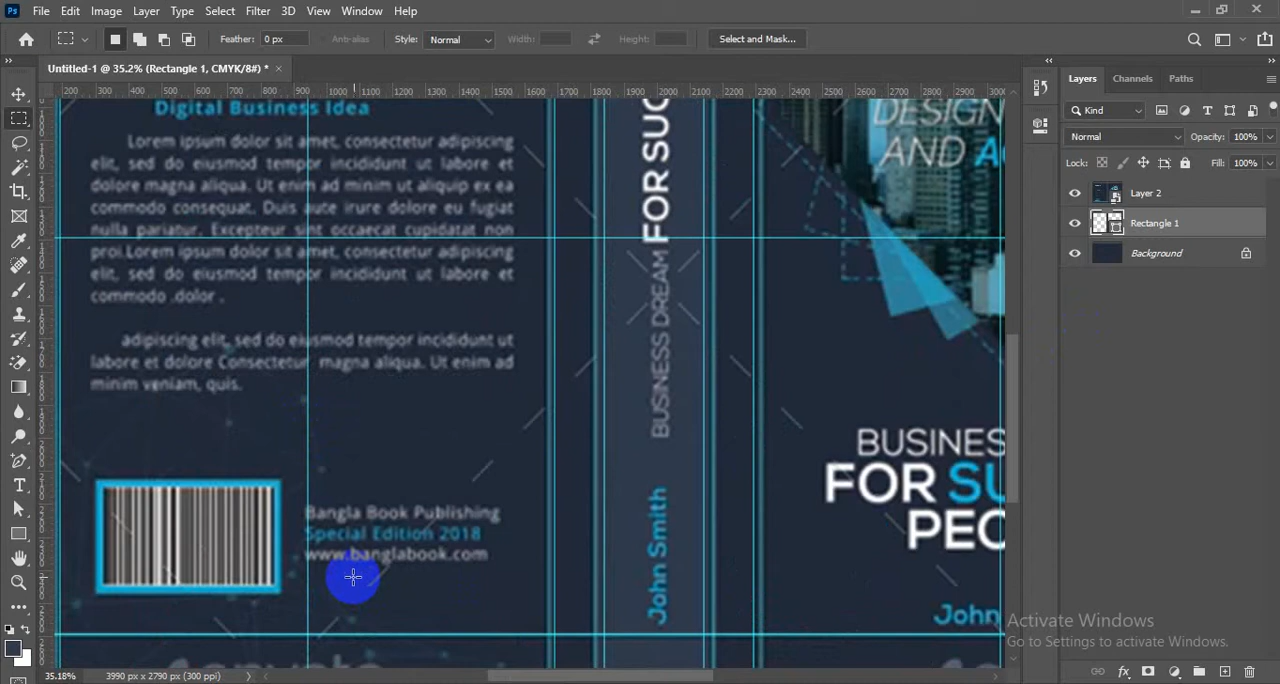 File Edit Image Layer Type Select Filter 3D View Window Help
Feather: 0 px Anti-alias Style: Normal Width: Height: Select and Mask...
Untitled-1 @ 35.2% (Rectangle 1, CMYK/8#) *
Digital Business Idea
Lorem ipsum dolor sit amet, consectetur adipiscing
elit, sed do eiusmod tempor incididunt ut labore et
dolore magna aliqua. Ut enim ad minim ut aliquip ex ea
commodo consequat. Duis aute irure dolore eu fugiat
nulla pariatur. Excepteur sint occaecat cupidatat non
proi.Lorem ipsum dolor sit amet, consectetur adipiscing
elit, sed do eiusmod tempor incididunt ut labore et
commodo .dolor .
adipiscing elit, sed do eiusmod tempor incididunt ut
labore et dolore Consectetur magna aliqua. Ut enim ad
minim veniam, quis.
Bangla Book Publishing
Special Edition 2018
www.banglabook.com
BUSINESS DREAM FOR SUC
John Smith
DESIGN
AND A
BUSINES
FOR SU
PEO
John
Layers Channels Paths
Kind
Normal Opacity: 100%
Lock: Fill: 100%
Layer 2
Rectangle 1
Background
Activate Windows
Go to Settings to activate Windows.
35.18% 3990 px x 2790 px (300 ppi)